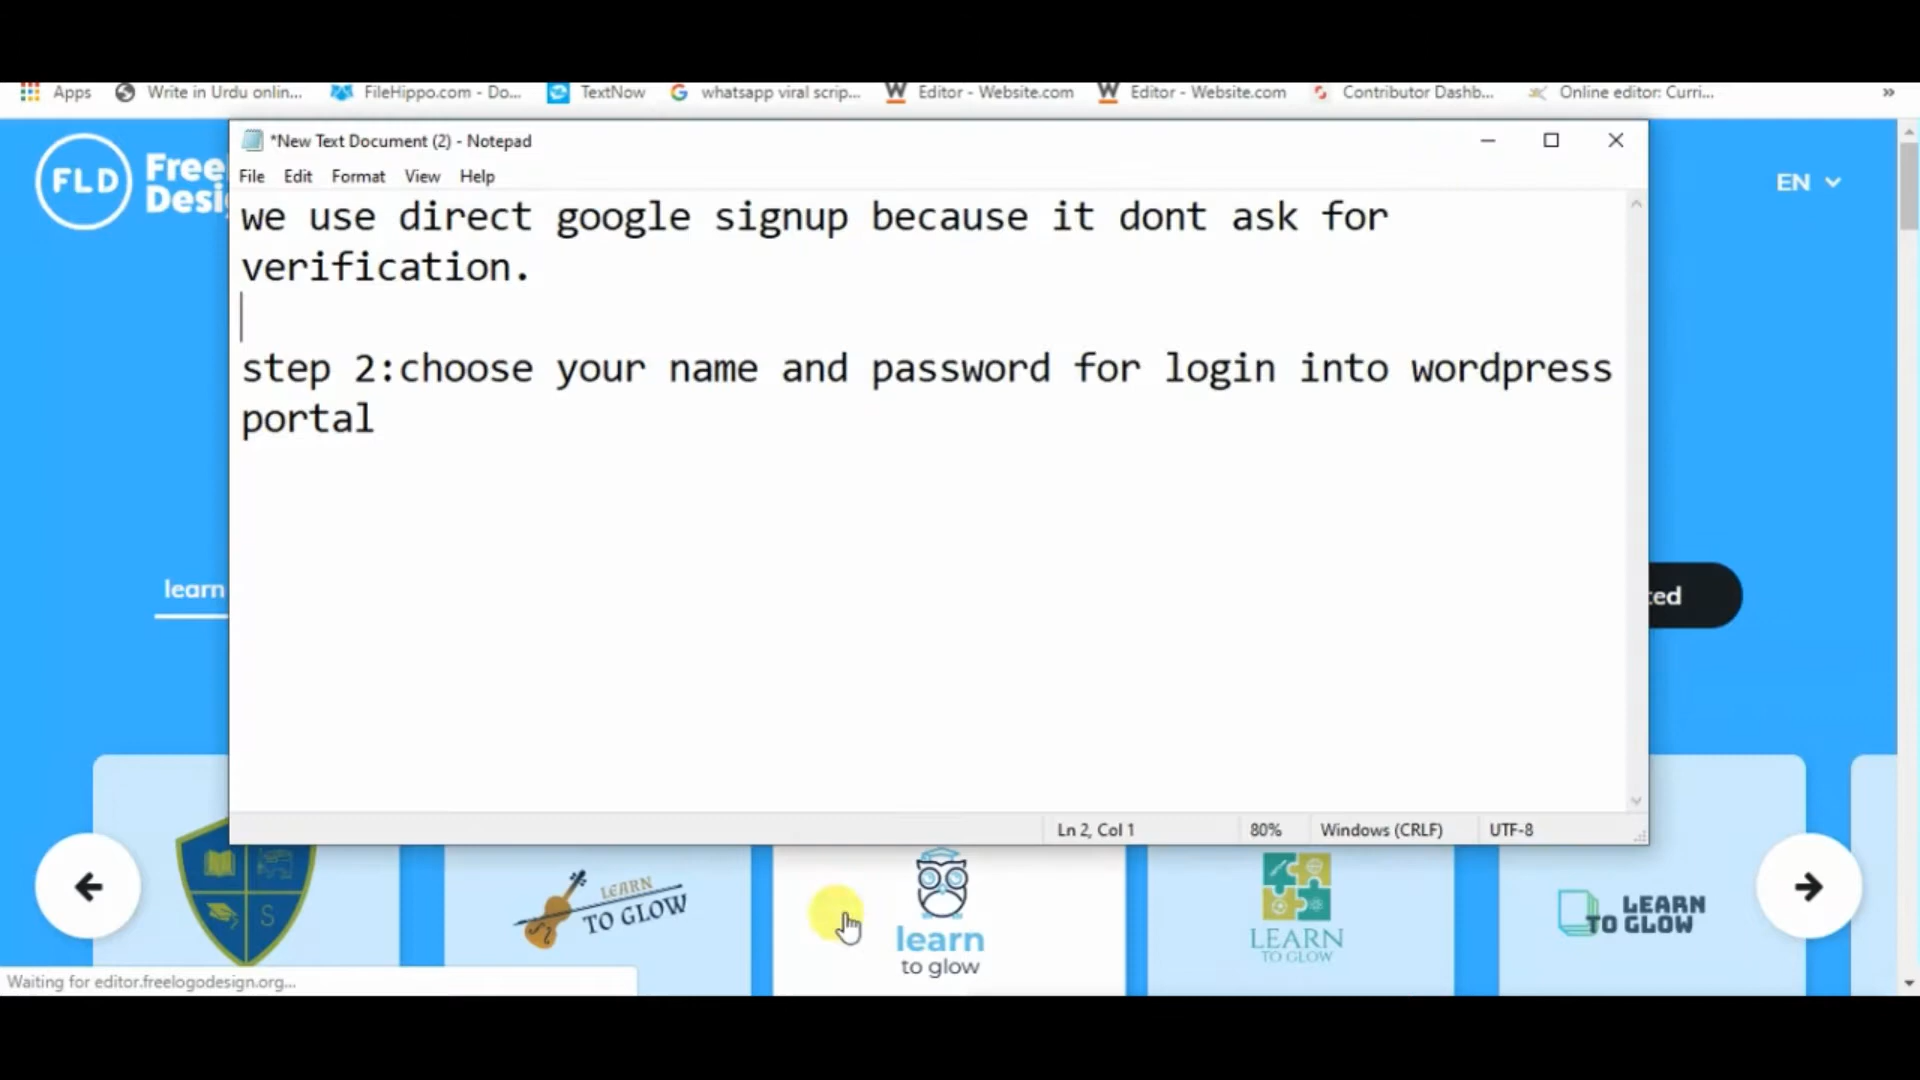 Apps Write in Urdu onlin... FileHippo.com - Do... TextNow whatsapp viral scrip... Editor - Website.com Editor - Website.com Contributor Dashb... Online editor: Curri... »
*New Text Document (2) - Notepad
FLD Free
Desi
EN
File Edit Format View Help
we use direct google signup because it dont ask for
verification.
step 2:choose your name and password for login into wordpress
portal
learn
ted
Ln 2, Col 1 80% Windows (CRLF) UTF-8
S
LEARN
TO GLOW
learn
to glow
LEARN
TO GLOW
LEARN
TO GLOW
Waiting for editor.freelogodesign.org...